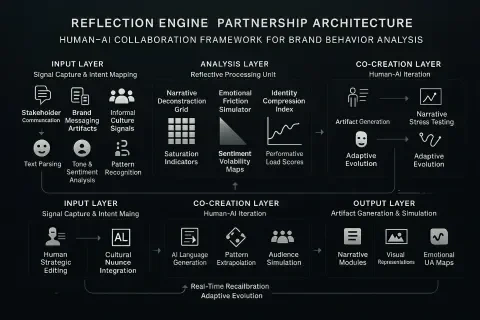 REFLECTION ENGINE PARTNERSHIP ARCHITECTURE
HUMAN–AI COLLABORATION FRAMEWORK FOR BRAND BEHAVIOR ANALYSIS
INPUT LAYER
Signal Capture & Intent Mapping
Stakeholder
Brand
Messaging
Artifacts
Informal
Culture
Signals
Text Parsing
Tone &
Sentiment
Analysis
Pattern
Recognition
ANALYSIS LAYER
Reflective Processing Unit
Narrative
Deconstruction
Grid
Emotional
Friction
Simulator
Identity
Compression
Index
Saturation
Indicators
Sentiment
Volability
Maps
Performative
Load Scores
CO-CREATION LAYER
Human-AI Iteration
Artifact Generation
Narrative
Stress Testing
Adaptive
Evolution
Adaptive
Evolution
INPUT LAYER
Signal Capture & Intent Maing
Human
Strategic
Editing
AL
Cultural
Nuunce
Integration
CO-CREATION LAYER
Human-AI Iteration
AI Language
Generation
Pattern
Extrapolation
Audience
Simulation
OUTPUT LAYER
Artifact Ganeration & Simulation
Narrative
Modules
Visual
Representations
Emotional
UA Maps
Real-Time Recailbration
Adaptive Evolution